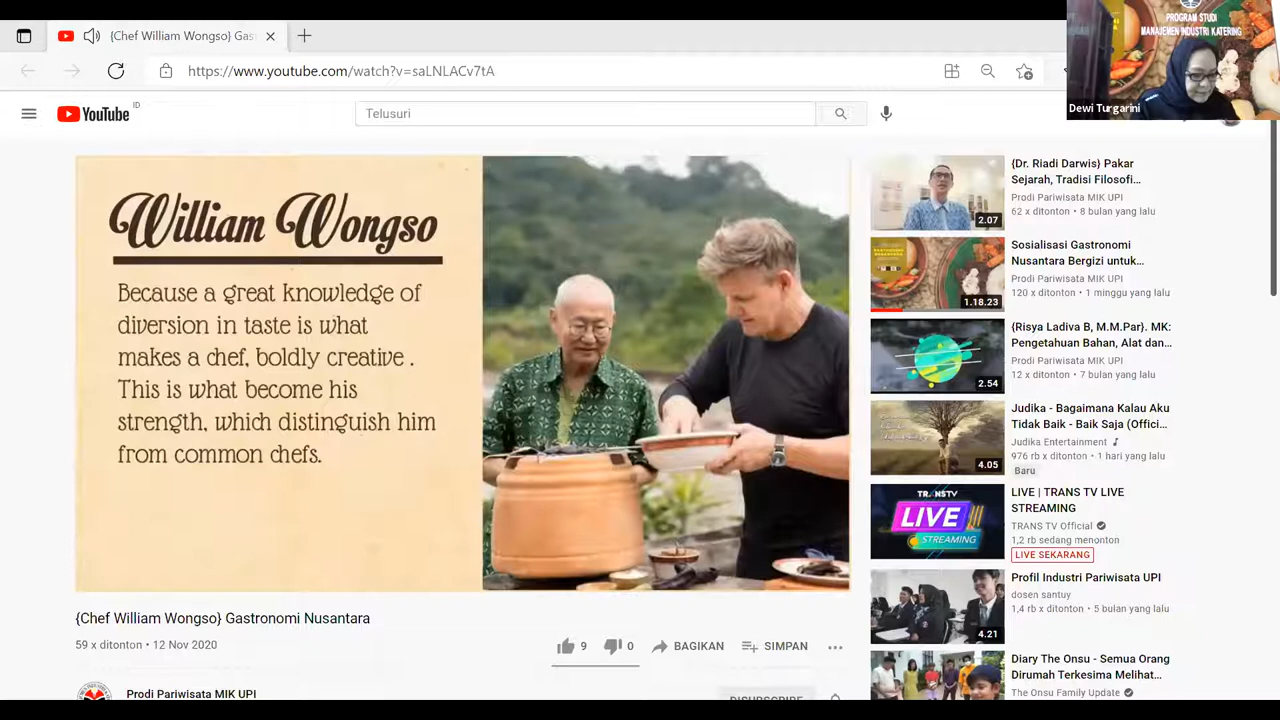 {Chef William Wongso} Gas
https://www.youtube.com/watch?v=saLNLACv7tA
PROGRAM STUDI
MANAJEMEN INDUSTRI KATERING
Dewi Turgarini
YouTube
ID
Telusuri
William Wongso
Because a great knowledge of
diversion in taste is what
makes a chef, boldly creative .
This is what become his
strength, which distinguish him
from common chefs.
{Chef William Wongso} Gastronomi Nusantara
59 x ditonton • 12 Nov 2020
9
0
BAGIKAN
SIMPAN
Prodi Pariwisata MIK UPI
DISUBSCRIBE
2.07
{Dr. Riadi Darwis} Pakar
Sejarah, Tradisi Filosofi...
Prodi Pariwisata MIK UPI
62 x ditonton • 8 bulan yang lalu
1.18.23
Sosialisasi Gastronomi
Nusantara Bergizi untuk...
Prodi Pariwisata MIK UPI
120 x ditonton • 1 minggu yang lalu
2.54
{Risya Ladiva B, M.M.Par}. MK:
Pengetahuan Bahan, Alat dan...
Prodi Pariwisata MIK UPI
12 x ditonton • 7 bulan yang lalu
4.05
Judika - Bagaimana Kalau Aku
Tidak Baik - Baik Saja (Offici...
Judika Entertainment
976 rb x ditonton • 1 hari yang lalu
Baru
TRANSTV
LIVE
STREAMING
LIVE | TRANS TV LIVE
STREAMING
TRANS TV Official
1,2 rb sedang menonton
LIVE SEKARANG
4.21
Profil Industri Pariwisata UPI
dosen santuy
1,4 rb x ditonton • 5 bulan yang lalu
Diary The Onsu - Semua Orang
Dirumah Terkesima Melihat...
The Onsu Family Update